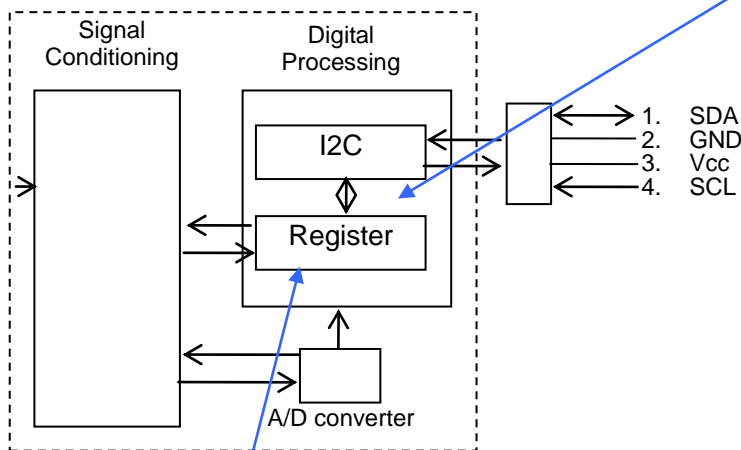 Signal
Conditioning
Digital
Processing
I2C
Register
A/D converter
1. SDA
2. GND
3. Vcc
4. SCL